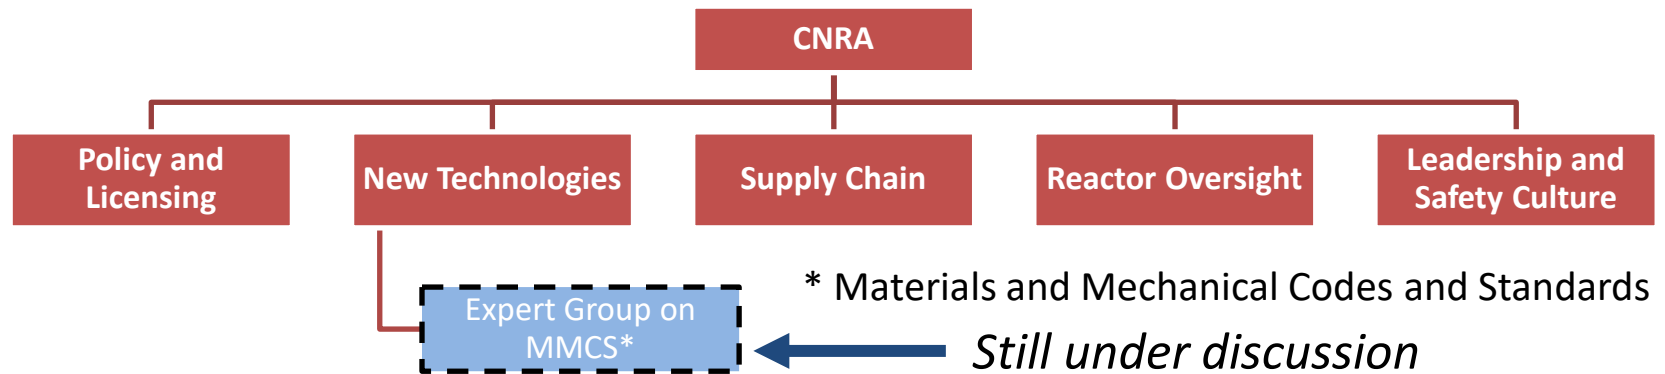 CNRA
Policy and
Licensing
New Technologies
Supply Chain
Reactor Oversight
Leadership and
Safety Culture
Expert Group on
MMCS*
* Materials and Mechanical Codes and Standards
Still under discussion